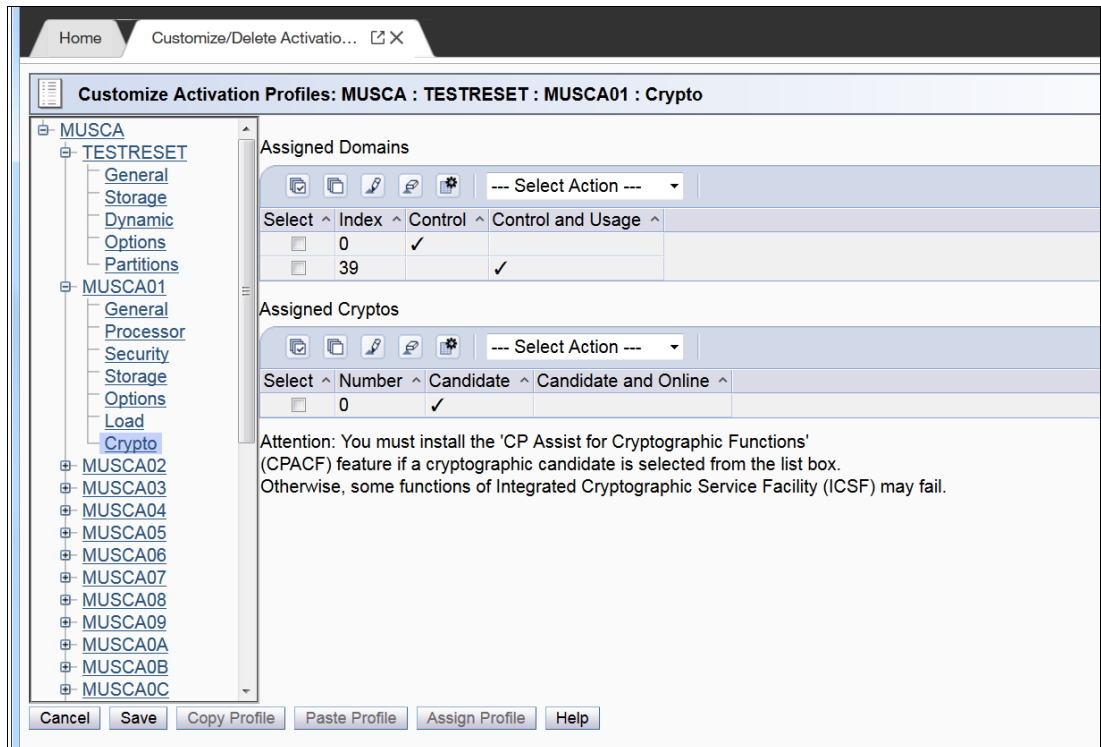 Home
Customize/Delete Activatio...
Customize Activation Profiles: MUSCA : TESTRESET : MUSCA01 : Crypto
MUSCA
TESTRESET
General
Storage
Dynamic
Options
Partitions
MUSCA01
General
Processor
Security
Storage
Options
Load
Crypto
MUSCA02
MUSCA03
MUSCA04
MUSCA05
MUSCA06
MUSCA07
MUSCA08
MUSCA09
MUSCA0A
MUSCA0B
MUSCA0C
Assigned Domains
--- Select Action ---
Select Index Control Control and Usage
0 ✓
39 ✓
Assigned Cryptos
--- Select Action ---
Select Number Candidate Candidate and Online
0 ✓
Attention: You must install the 'CP Assist for Cryptographic Functions'
(CPACF) feature if a cryptographic candidate is selected from the list box.
Otherwise, some functions of Integrated Cryptographic Service Facility (ICSF) may fail.
Cancel Save Copy Profile Paste Profile Assign Profile Help